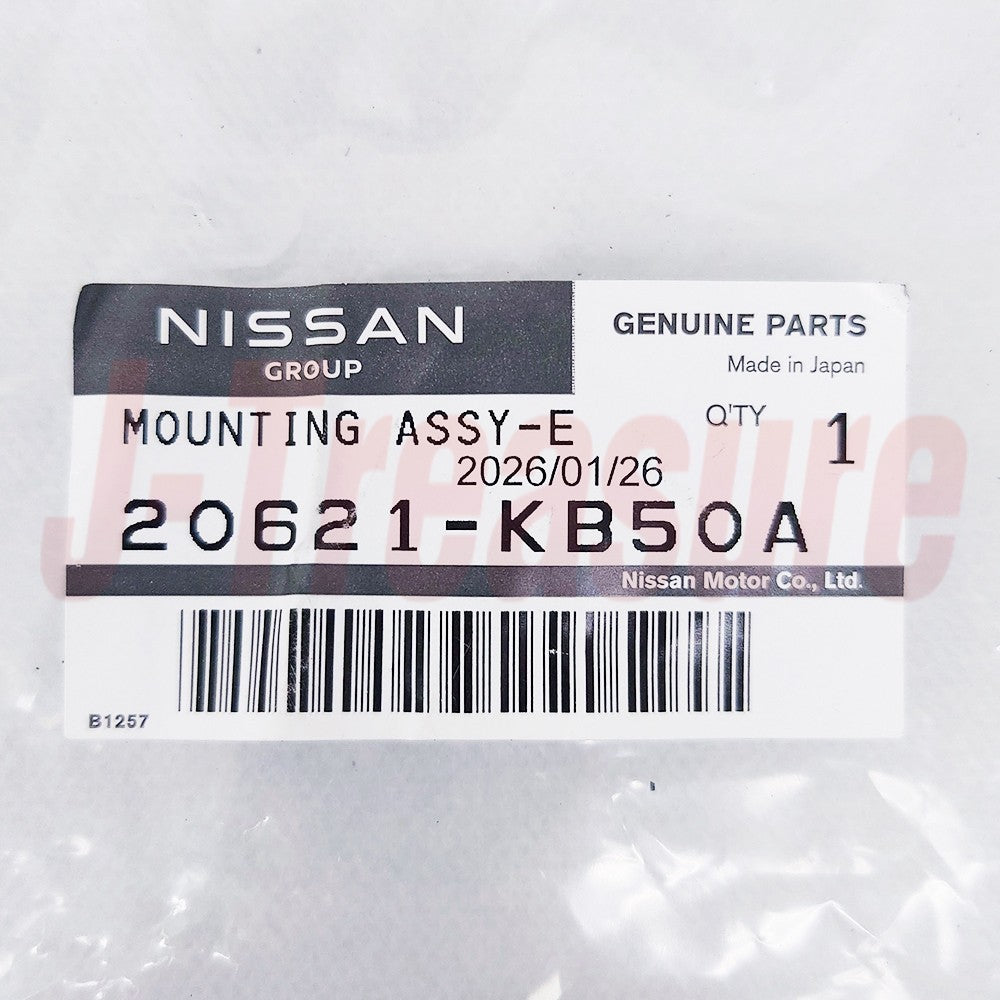 NISSAN
GROUP
GENUINE PARTS
Made in Japan
MOUNTING ASSY-E
Q'TY 1
2026/01/26
20621-KB50A
Nissan Motor Co., Ltd.
B1257
J-Treasure